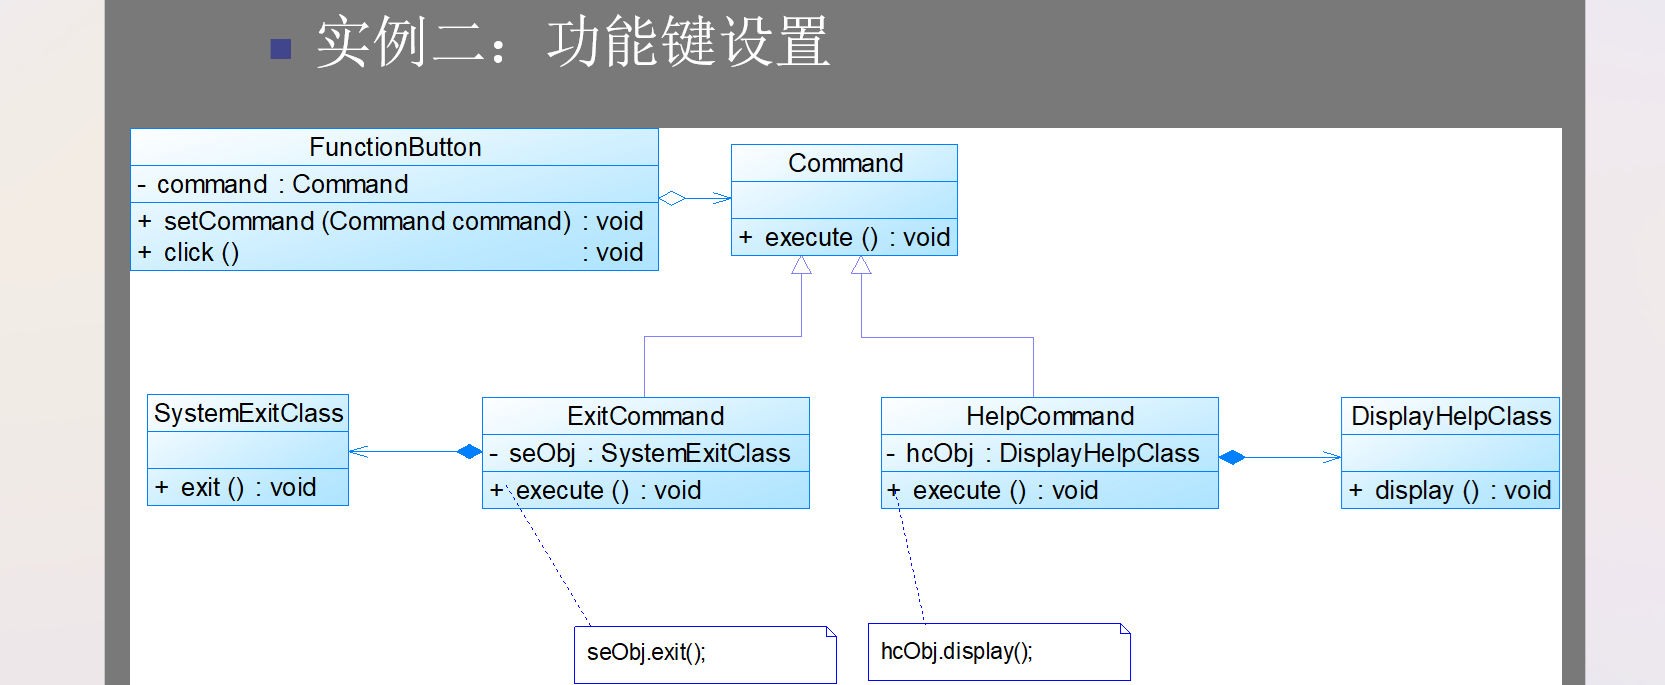 实例二：功能键设置
FunctionButton
- command : Command
+ setCommand (Command command) : void
+ click () : void
Command
+ execute () : void
SystemExitClass
+ exit () : void
ExitCommand
- seObj : SystemExitClass
+ execute () : void
HelpCommand
- hcObj : DisplayHelpClass
+ execute () : void
DisplayHelpClass
+ display () : void
seObj.exit();
hcObj.display();